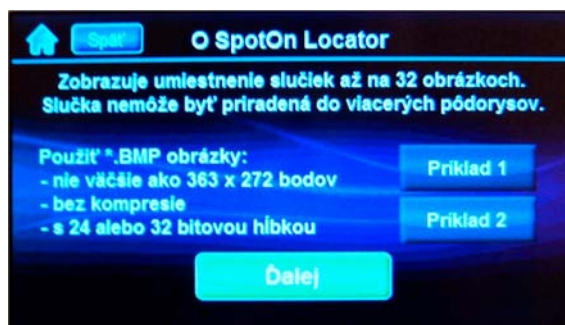 Späť
O SpotOn Locator
Zobrazuje umiestnenie slučiek až na 32 obrázkoch.
Slučka nemôže byť priradená do viacerých pôdorysov.
Použiť *.BMP obrázky:
- nie väčšie ako 363 x 272 bodov
- bez kompresie
- s 24 alebo 32 bitovou hĺbkou
Príklad 1
Príklad 2
Ďalej